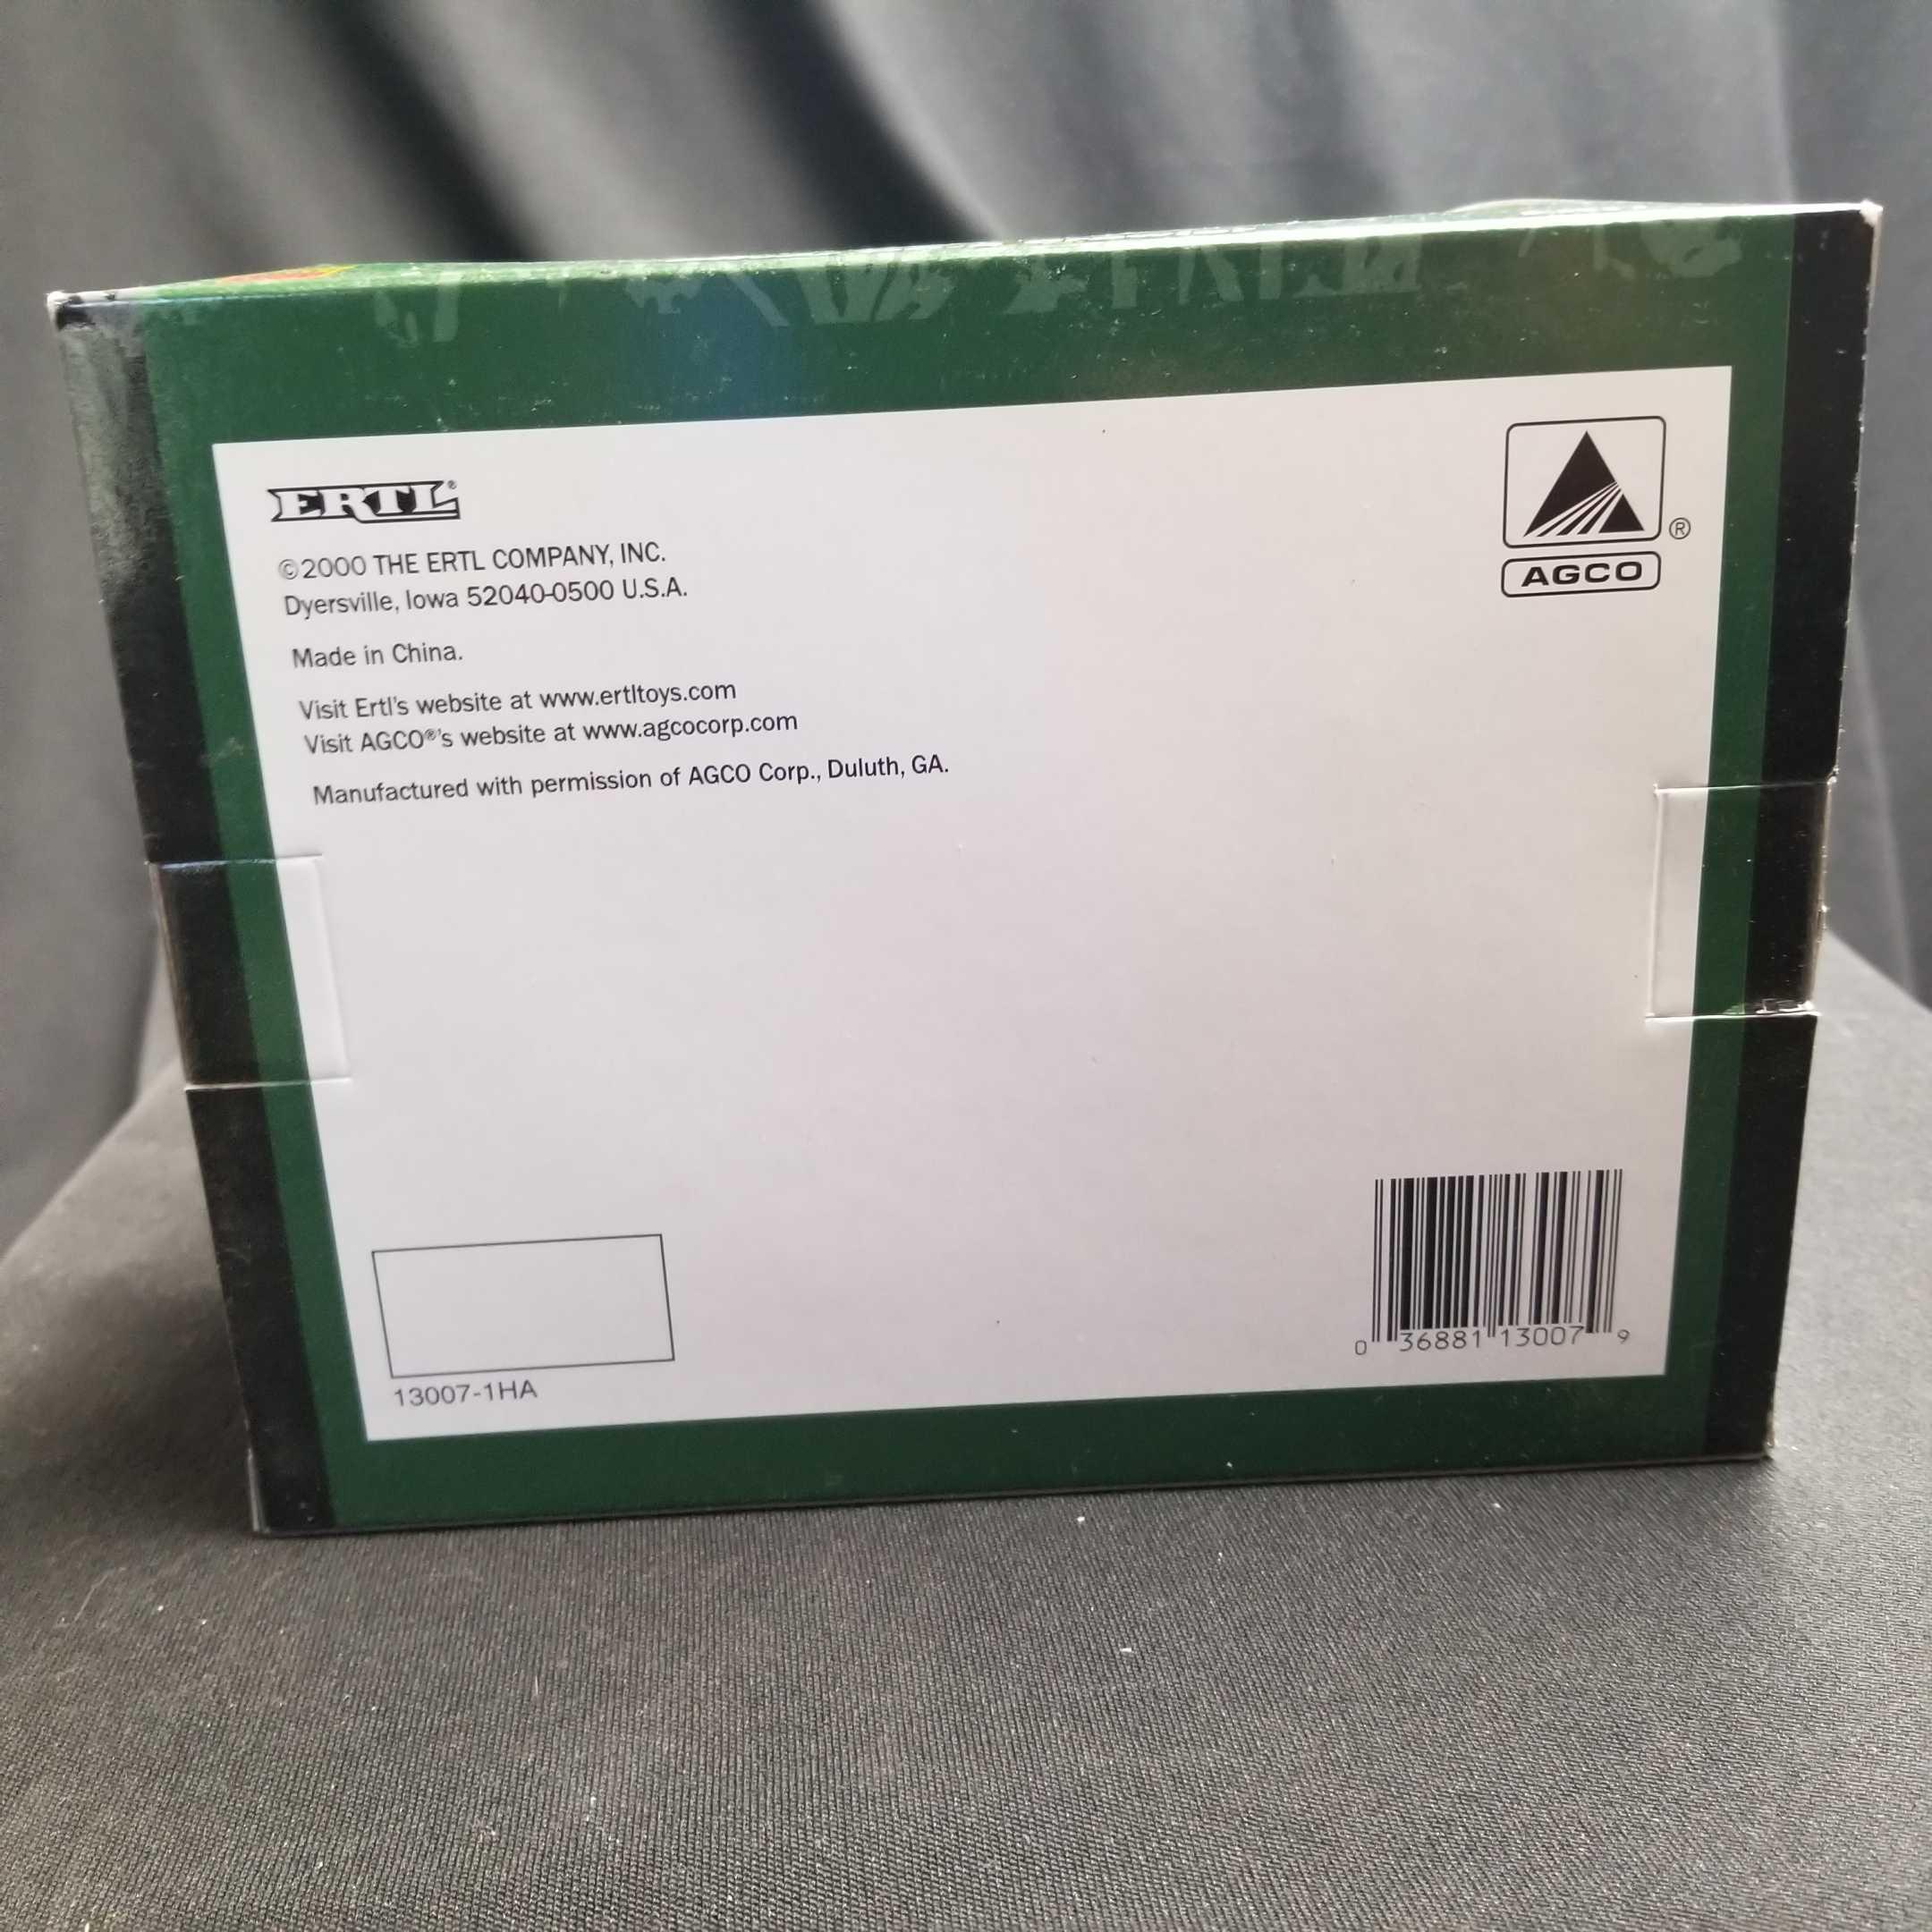 ERTL®
©2000 THE ERTL COMPANY, INC.
Dyersville, Iowa 52040-0500 U.S.A.
Made in China.
Visit Ertl's website at www.ertltoys.com
Visit AGCO®'s website at www.agcocorp.com
Manufactured with permission of AGCO Corp., Duluth, GA.
®
AGCO
13007-1HA
0 36881 13007 9